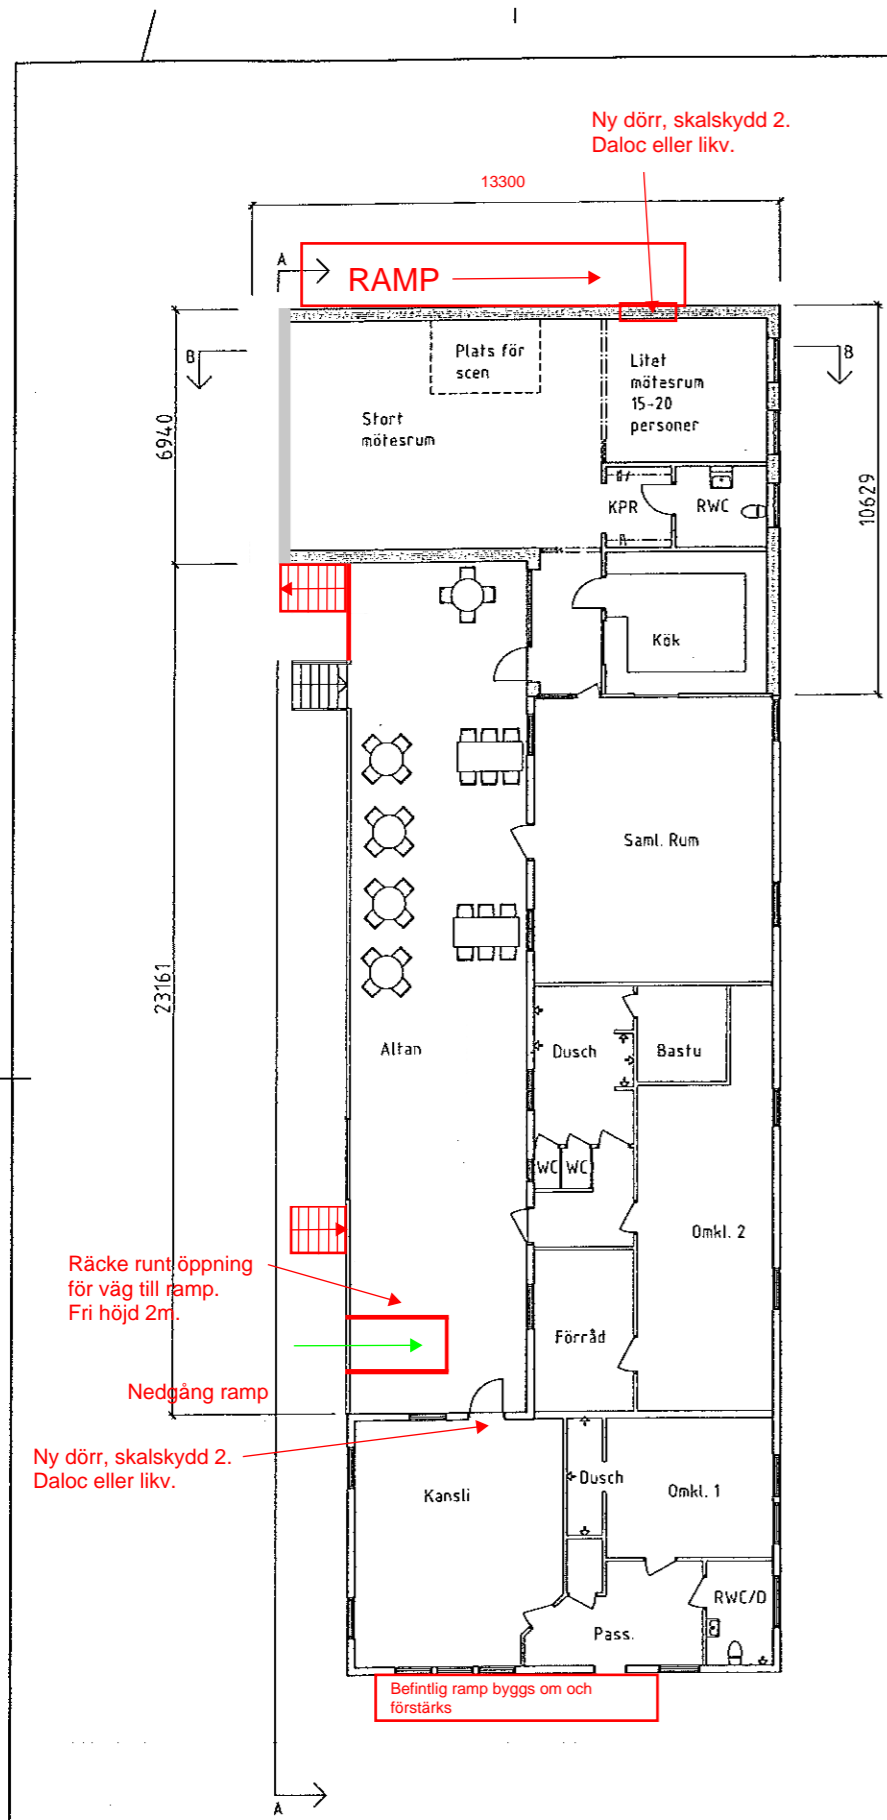 Ny dörr, skalskydd 2.
Daloc eller likv.
13300
A
RAMP
B
B
Plats för
scen
Litet
mötesrum
15-20
personer
Stort
mötesrum
6940
10629
KPR
RWC
Kök
Saml. Rum
23161
Altan
Dusch
Bastu
WC
WC
Omkl. 2
Räcke runt öppning
för väg till ramp.
Fri höjd 2m.
Förråd
Nedgång ramp
Ny dörr, skalskydd 2.
Daloc eller likv.
Kansli
Dusch
Omkl. 1
RWC/D
Pass.
Befintlig ramp byggs om och
förstärks
A